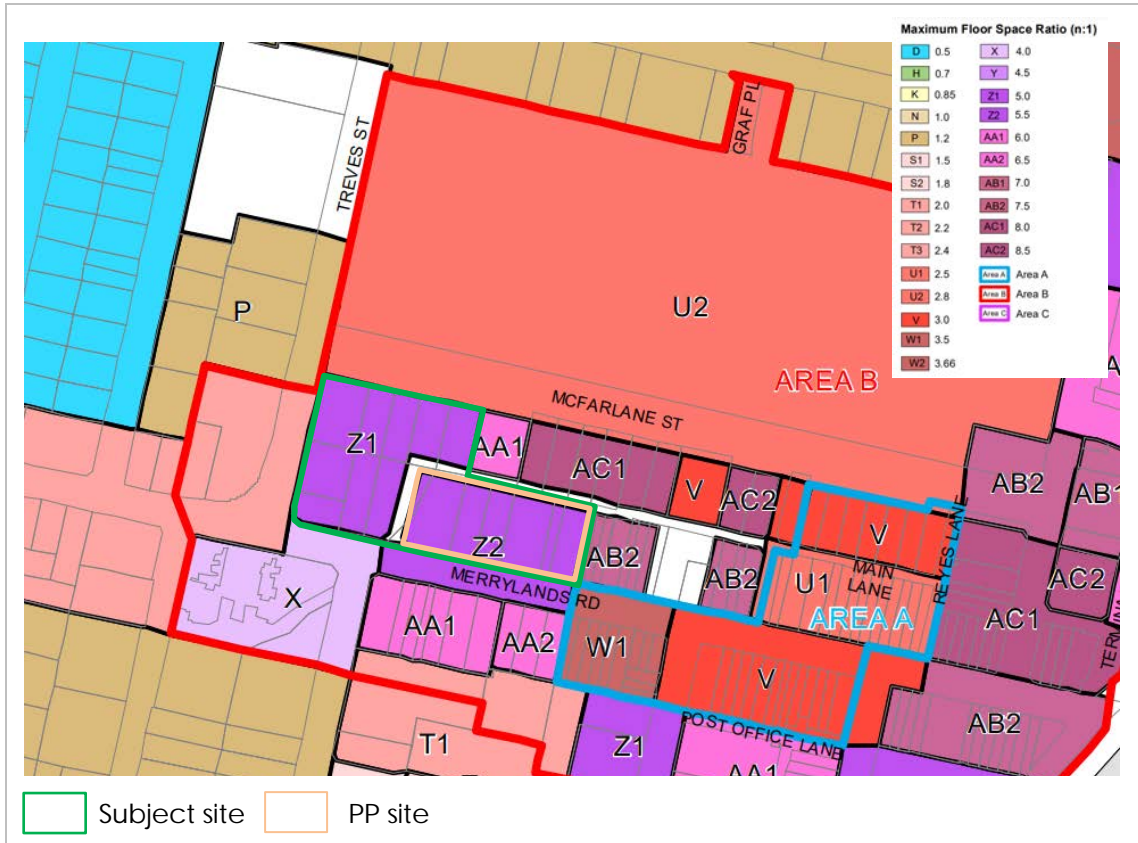 Maximum Floor Space Ratio (n:1)
D 0.5
H 0.7
K 0.85
N 1.0
P 1.2
S1 1.5
S2 1.8
T1 2.0
T2 2.2
T3 2.4
U1 2.5
U2 2.8
V 3.0
W1 3.5
W2 3.66
X 4.0
Y 4.5
Z1 5.0
Z2 5.5
AA1 6.0
AA2 6.5
AB1 7.0
AB2 7.5
AC1 8.0
AC2 8.5
Area A Area A
Area B Area B
Area C Area C
GRAF PL
TREVES ST
P
U2
AREA B
MCFARLANE ST
Z1
AA1
AC1
V
AC2
AB2
AB1
V
REYES LANE
Z2
AB2
AB2
MAIN
LANE
U1
AREA A
AC2
AC1
MERRYLANDS RD
X
AA1
AA2
W1
V
AB2
T1
Z1
POST OFFICE LANE
AA1
Subject site
PP site